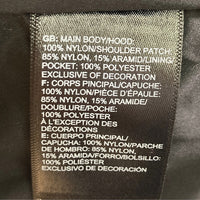 GB: MAIN BODY/HOOD:
100% NYLON/SHOULDER PATCH:
85% NYLON, 15% ARAMID/LINING/
POCKET: 100% POLYESTER
EXCLUSIVE OF DECORATION
F: CORPS PINCIPAL/CAPUCHE:
100% NYLON/PIÈCE D'ÉPAULE:
85% NYLON, 15% ARAMIDE/
DOUBLURE/POCHE:
100% POLYESTER
À L'EXCEPTION DES
DÉCORATIONS
E: CUERPO PRINCIPAL/
CAPUCHA: 100% NYLON/PARCHE
DE HOMBRO: 85% NYLON,
15% ARAMIDA/FORRO/BOLSILLO:
100% POLIÉSTER
EXCLUSIVO DE DECORACIÓN